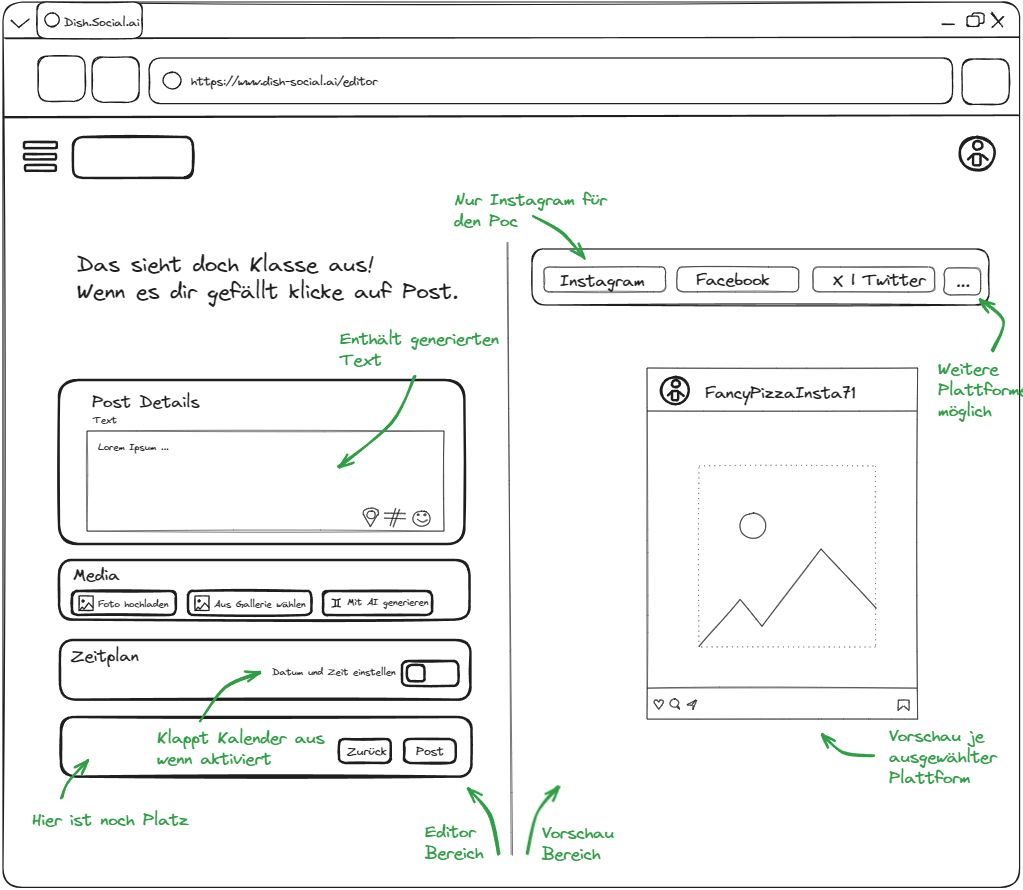 Dish.Social.ai
https://www.dish-social.ai/editor
Nur Instagram für
den Poc
Das sieht doch Klasse aus!
Wenn es dir gefällt klicke auf Post.
Instagram
Facebook
X | Twitter
...
Enthält generierten
Text
Weitere
Plattforme
möglich
Post Details
Text
Lorem Ipsum ...
FancyPizzaInsta71
Media
Foto hochladen
Aus Gallerie wählen
Mit AI generieren
Zeitplan
Datum und Zeit einstellen
Klappt Kalender aus
wenn aktiviert
Zurück
Post
Vorschau je
ausgewählter
Plattform
Hier ist noch Platz
Editor
Bereich
Vorschau
Bereich